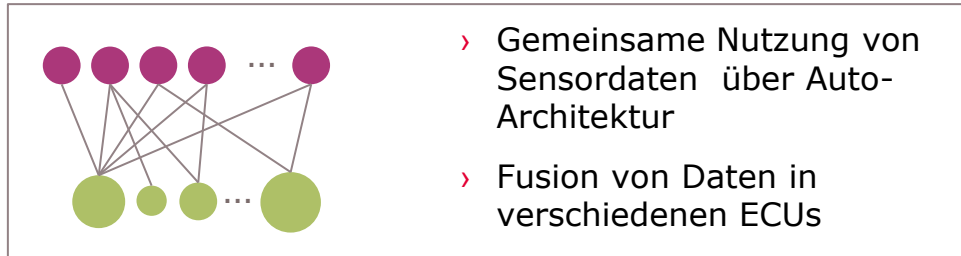 ...
› Gemeinsame Nutzung von
Sensordaten über Auto-
Architektur
› Fusion von Daten in
verschiedenen ECUs
...